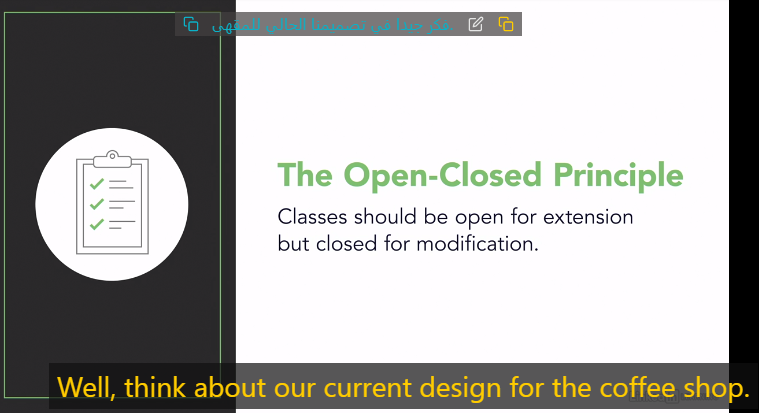 فكر جيدا في تصميمنا الحالي للمقهى.
The Open-Closed Principle
Classes should be open for extension
but closed for modification.
Well, think about our current design for the coffee shop.